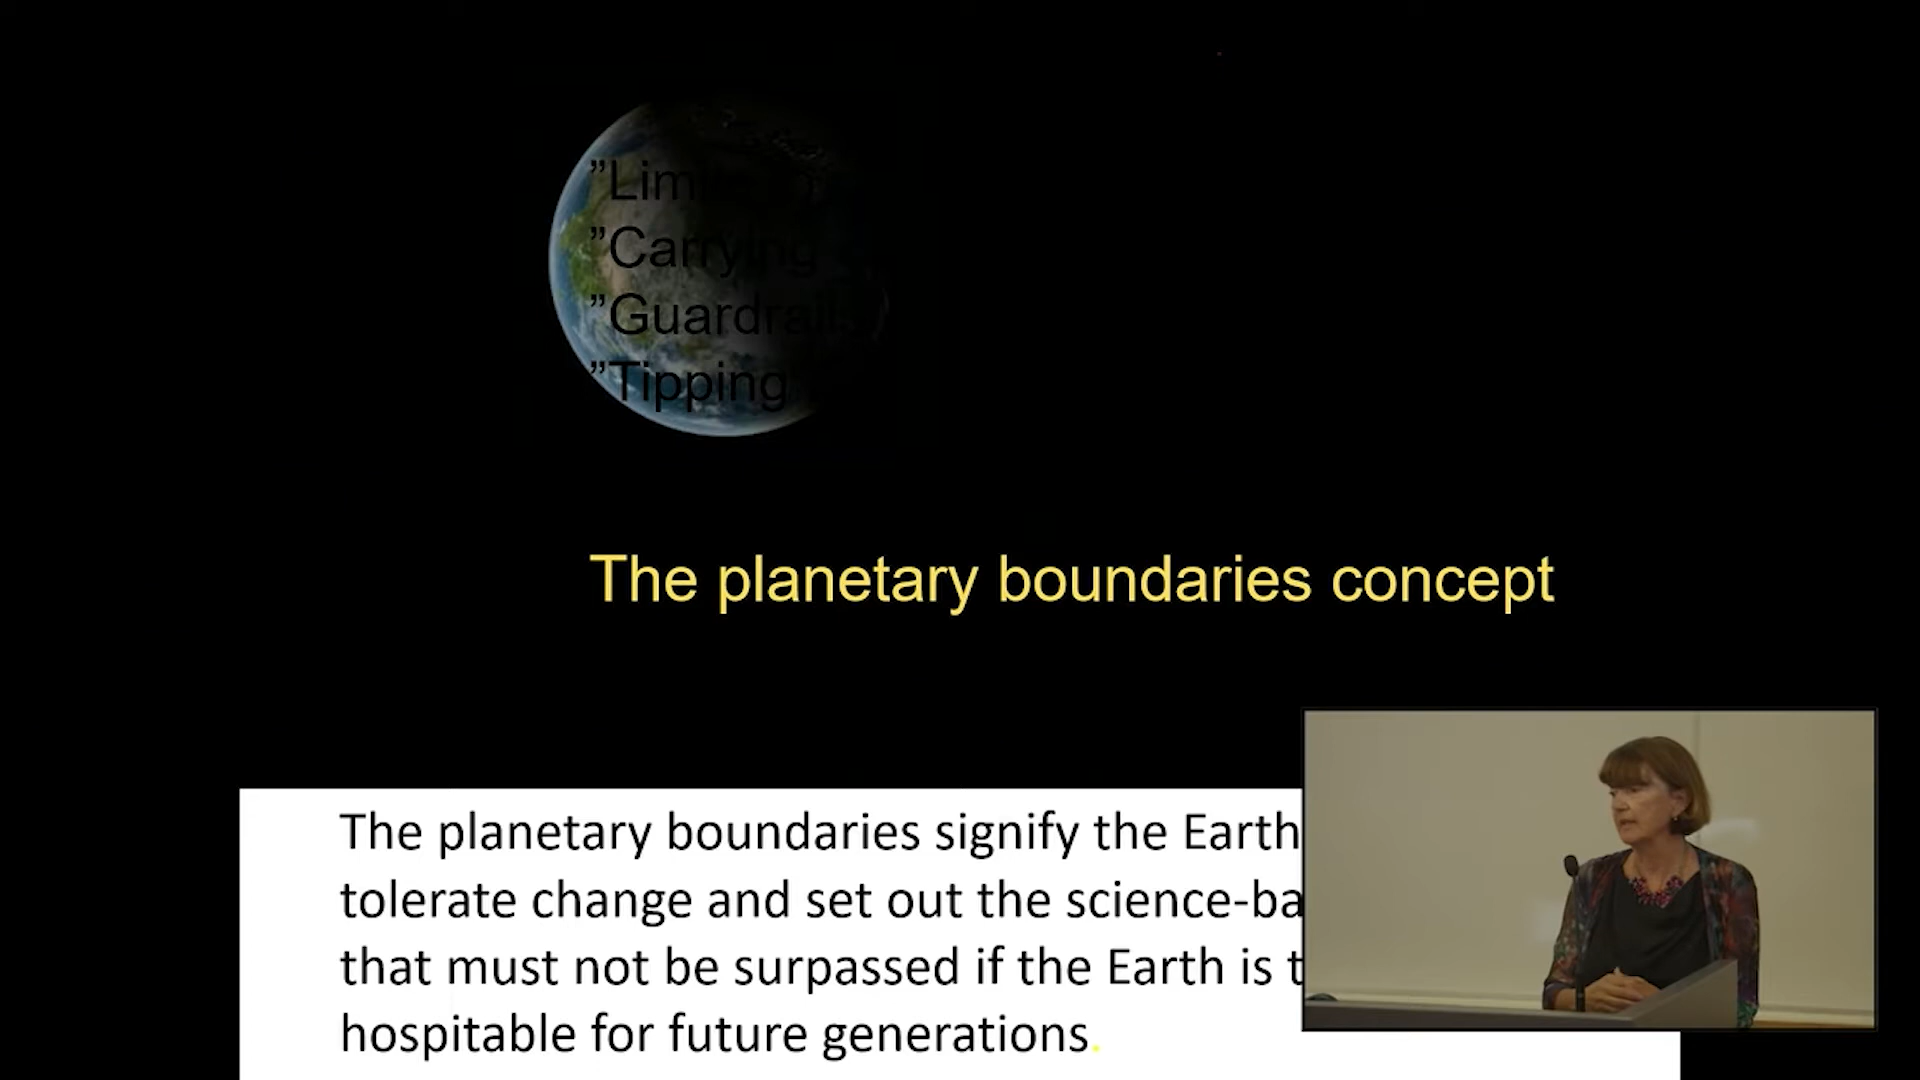 ”Limits
”Carrying
”Guardrails
”Tipping
The planetary boundaries concept
The planetary boundaries signify the Earth
tolerate change and set out the science-ba
that must not be surpassed if the Earth is t
hospitable for future generations.